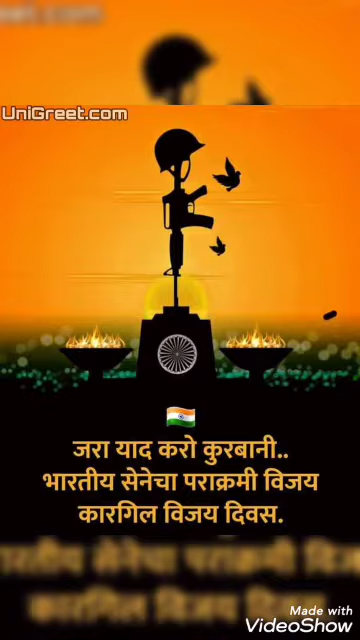 UniGreet.com
जरा याद करो कुरबानी..
भारतीय सेनेचा पराक्रमी विजय
कारगिल विजय दिवस.
Made with
VideoShow